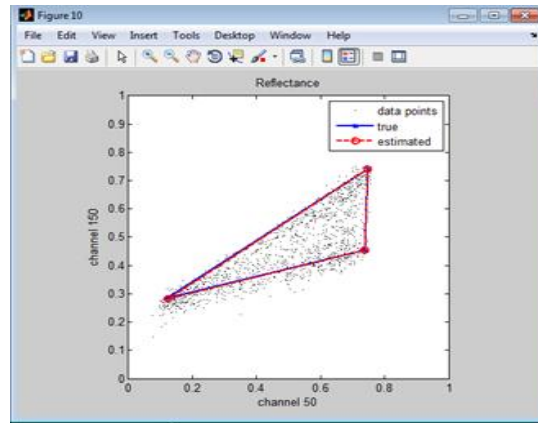 Figure 10
File Edit View Insert Tools Desktop Window Help
Reflectance
1
0.9
0.8
0.7
0.6
0.5
0.4
0.3
0.2
0.1
0
channel 150
data points
true
estimated
0 0.2 0.4 0.6 0.8 1
channel 50